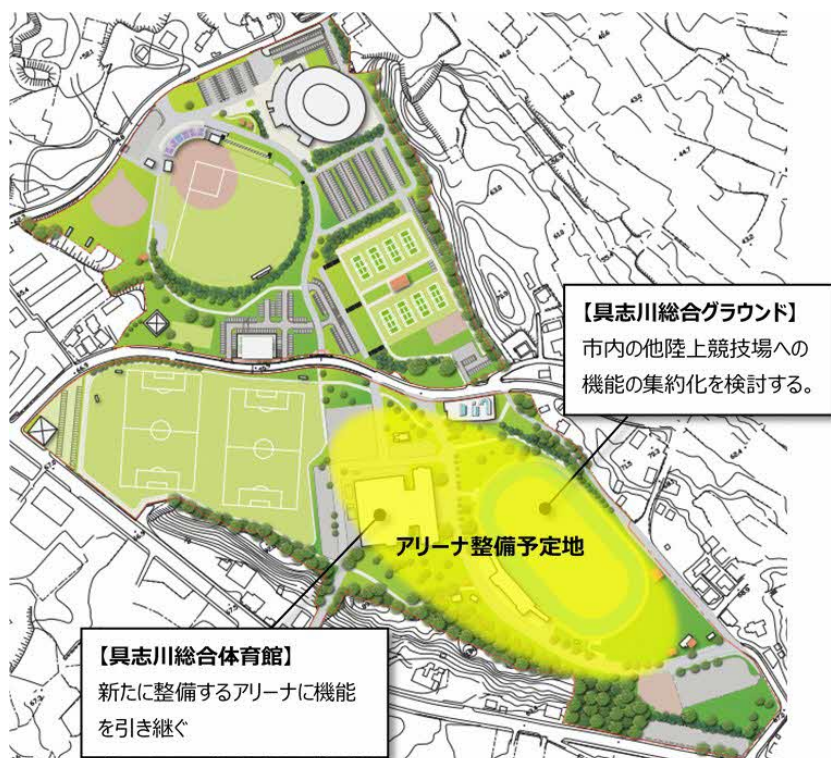 【具志川総合グラウンド】
市内の他陸上競技場への
機能の集約化を検討する。
アリーナ整備予定地
【具志川総合体育館】
新たに整備するアリーナに機能
を引き継ぐ